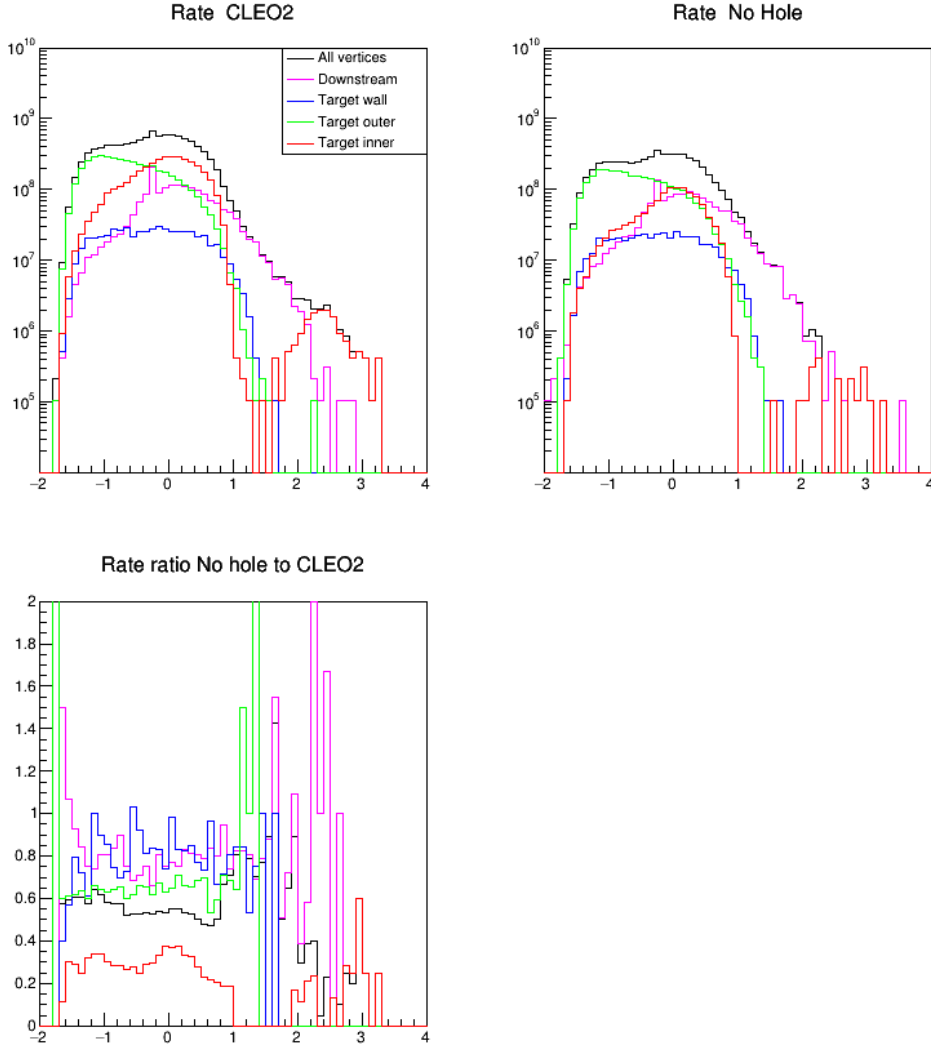 Rate  CLEO2
10^10
10^9
10^8
10^7
10^6
10^5
−2 −1 0 1 2 3 4
All vertices
Downstream
Target wall
Target outer
Target inner
Rate  No Hole
10^10
10^9
10^8
10^7
10^6
10^5
−2 −1 0 1 2 3 4
Rate ratio No hole to CLEO2
2
1.8
1.6
1.4
1.2
1
0.8
0.6
0.4
0.2
0
−2 −1 0 1 2 3 4